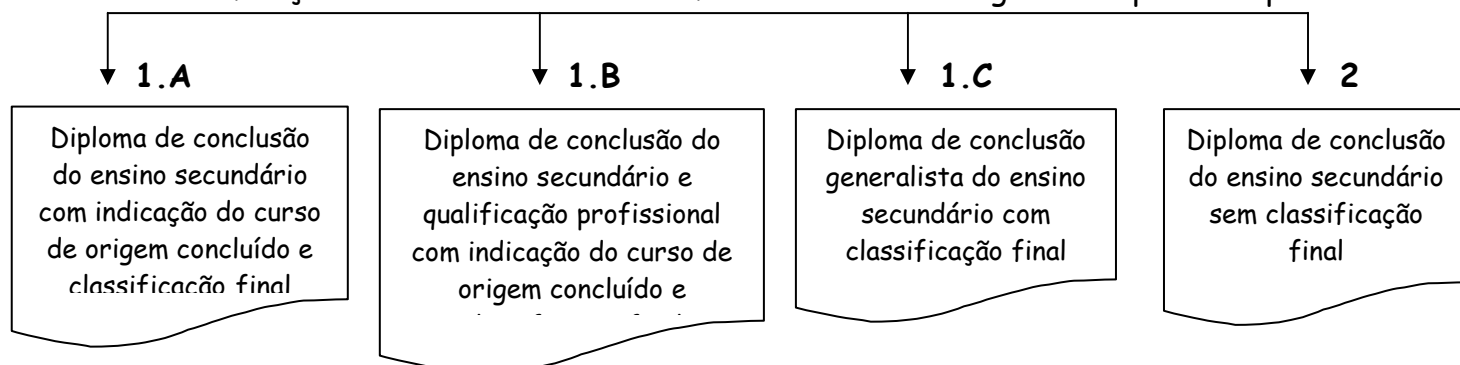 1.A
Diploma de conclusão
do ensino secundário
com indicação do curso
de origem concluído e
classificação final
1.B
Diploma de conclusão do
ensino secundário e
qualificação profissional
com indicação do curso de
origem concluído e
1.C
Diploma de conclusão
generalista do ensino
secundário com
classificação final
2
Diploma de conclusão
do ensino secundário
sem classificação
final